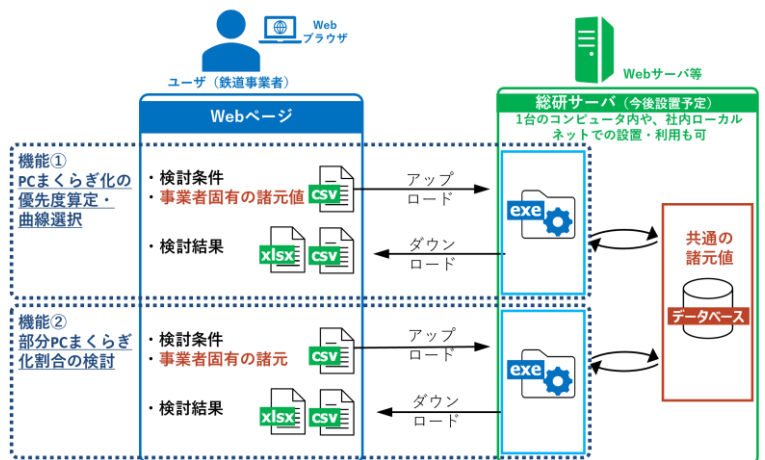 Web
ブラウザ
ユーザ（鉄道事業者）
Webサーバ等
Webページ
総研サーバ（今後設置予定）
1台のコンピュータ内や、社内ローカル
ネットでの設置・利用も可
機能①
PCまくらぎ化の
優先度算定・
曲線選択
・検討条件
・事業者固有の諸元値
csv
アップ
ロード
exe
・検討結果
xlsx
csv
ダウン
ロード
共通の
諸元値
データベース
機能②
部分PCまくらぎ
化割合の検討
・検討条件
・事業者固有の諸元
csv
アップ
ロード
exe
・検討結果
xlsx
csv
ダウン
ロード